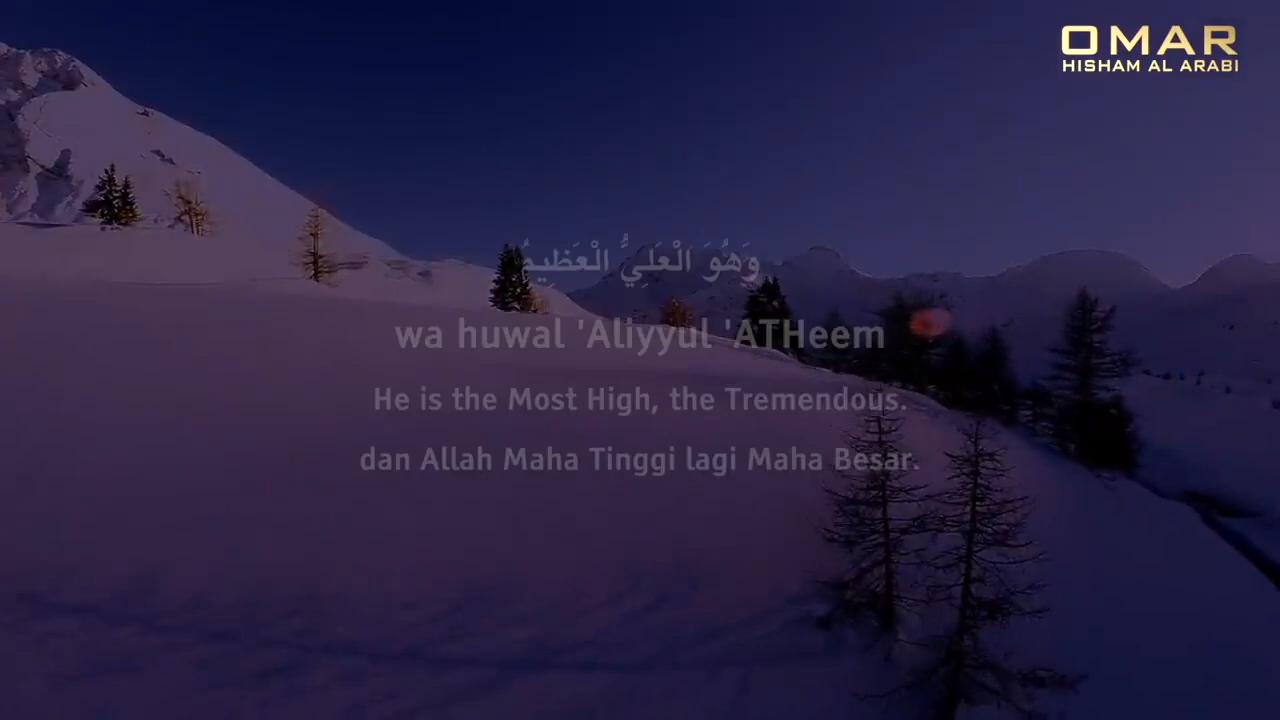 OMAR
HISHAM AL ARABI
وَهُوَ الْعَلِيُّ الْعَظِيمُ
wa huwal 'Aliyyul 'ATHeem
He is the Most High, the Tremendous.
dan Allah Maha Tinggi lagi Maha Besar.